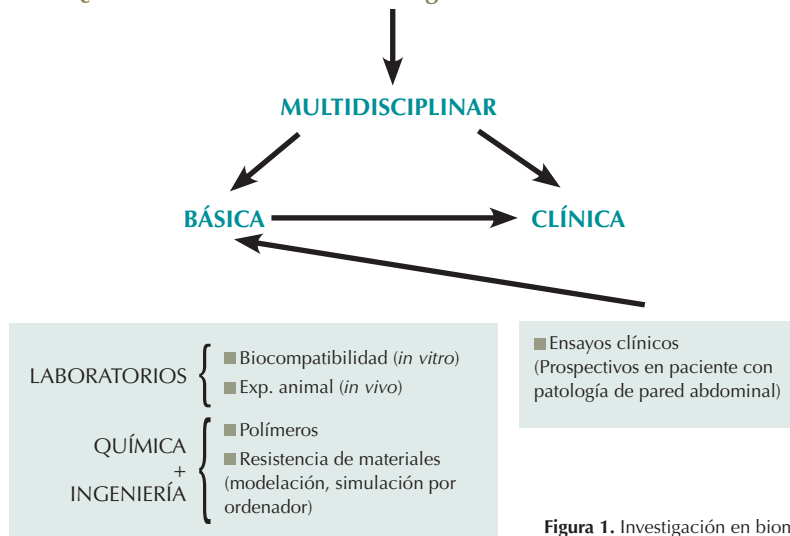 MULTIDISCIPLINAR
BÁSICA
CLÍNICA
LABORATORIOS
Biocompatibilidad (in vitro)
Exp. animal (in vivo)
QUÍMICA
+
INGENIERÍA
Polímeros
Resistencia de materiales
(modelación, simulación por
ordenador)
Ensayos clínicos
(Prospectivos en paciente con
patología de pared abdominal)
Figura 1. Investigación en